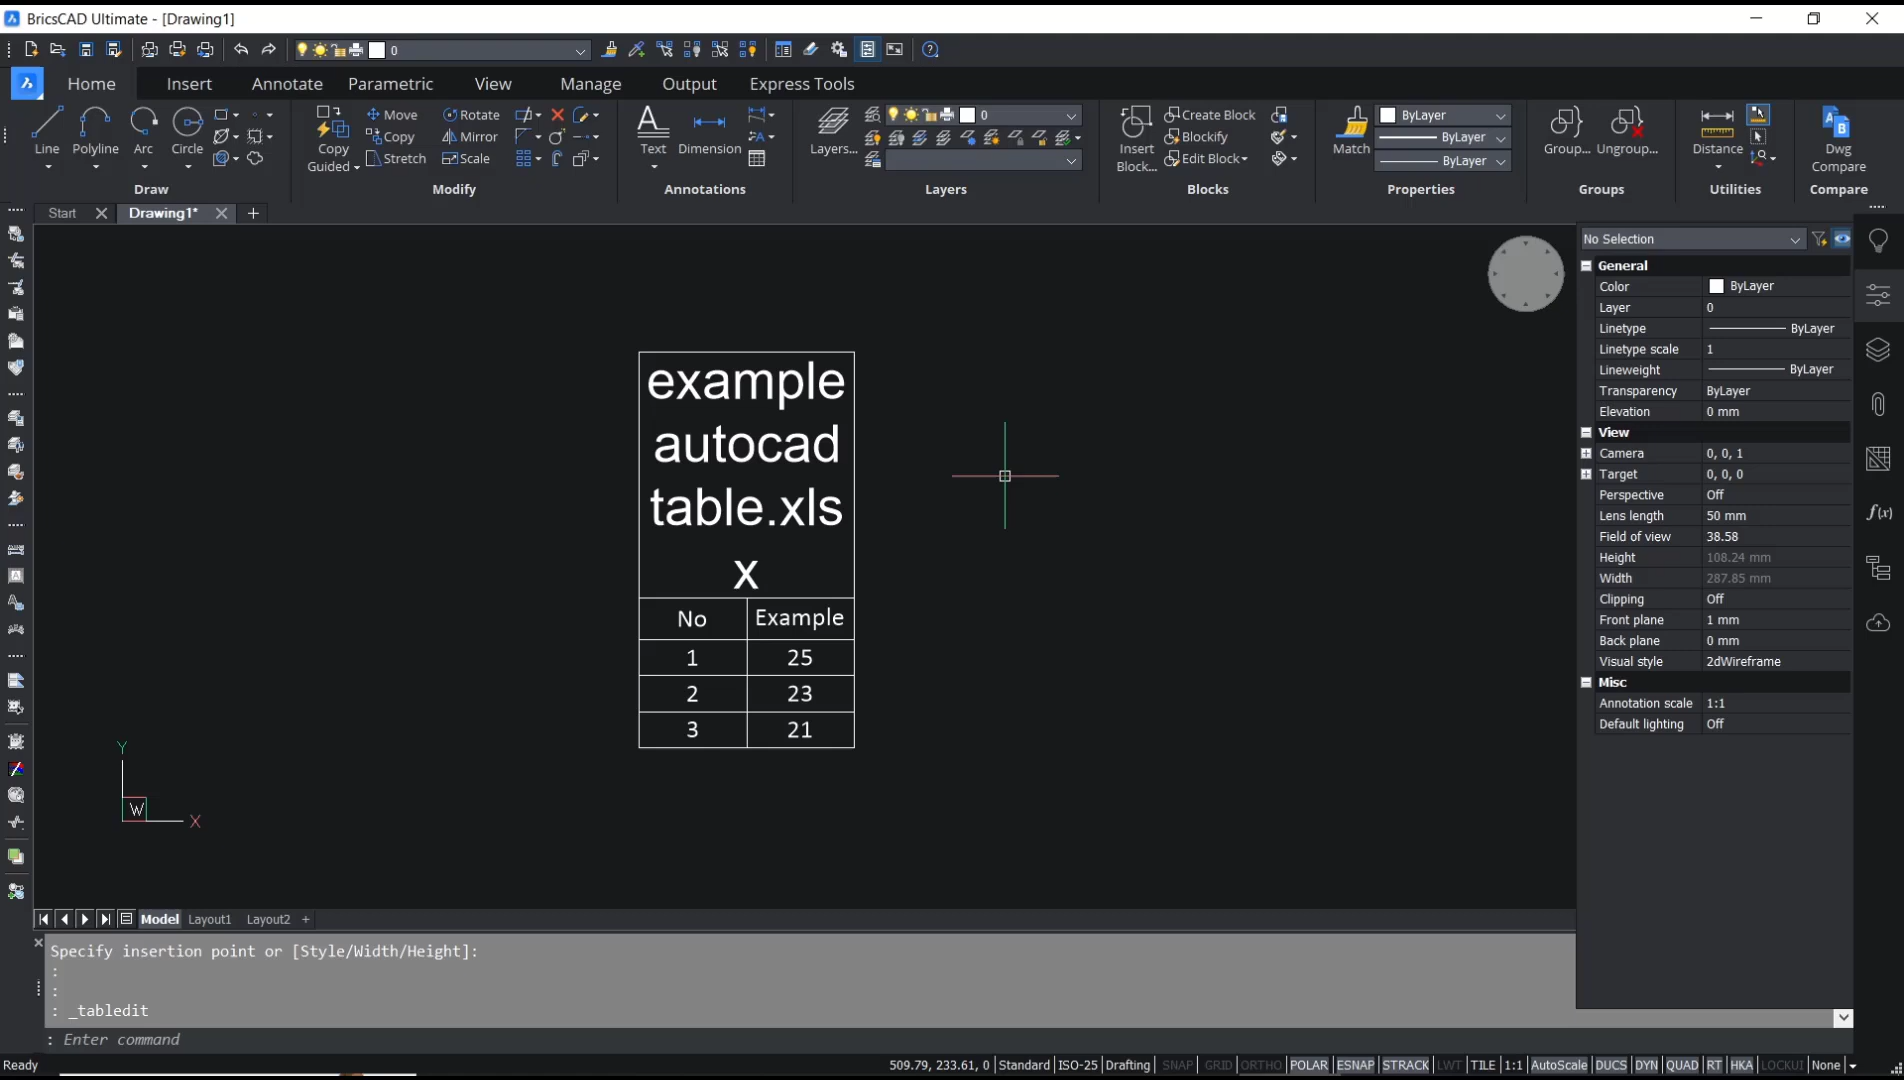 BricsCAD Ultimate - [Drawing1]
0
Home Insert Annotate Parametric View Manage Output Express Tools
Line Polyline Arc Circle
Draw
Copy Guided
Move Rotate
Copy Mirror
Stretch Scale
Modify
Text Dimension
Annotations
Layers...
0
Layers
Insert Block...
Create Block
Blockify
Edit Block
Blocks
Match
ByLayer
ByLayer
ByLayer
Properties
Group... Ungroup...
Groups
Distance
Utilities
Dwg Compare
Compare
Start Drawing1*
No Selection
General
Color ByLayer
Layer 0
Linetype ByLayer
Linetype scale 1
Lineweight ByLayer
Transparency ByLayer
Elevation 0 mm
View
Camera 0, 0, 1
Target 0, 0, 0
Perspective Off
Lens length 50 mm
Field of view 38.58
Height 108.24 mm
Width 287.85 mm
Clipping Off
Front plane 1 mm
Back plane 0 mm
Visual style 2dWireframe
Misc
Annotation scale 1:1
Default lighting Off
f(x)
example
autocad
table.xls
x
No Example
1 25
2 23
3 21
Y
W
X
Model Layout1 Layout2 +
Specify insertion point or [Style/Width/Height]:
:
:
: _tabledit
: Enter command
Ready 509.79, 233.61, 0 Standard ISO-25 Drafting SNAP GRID ORTHO POLAR ESNAP STRACK LWT TILE 1:1 AutoScale DUCS DYN QUAD RT HKA LOCKUI None